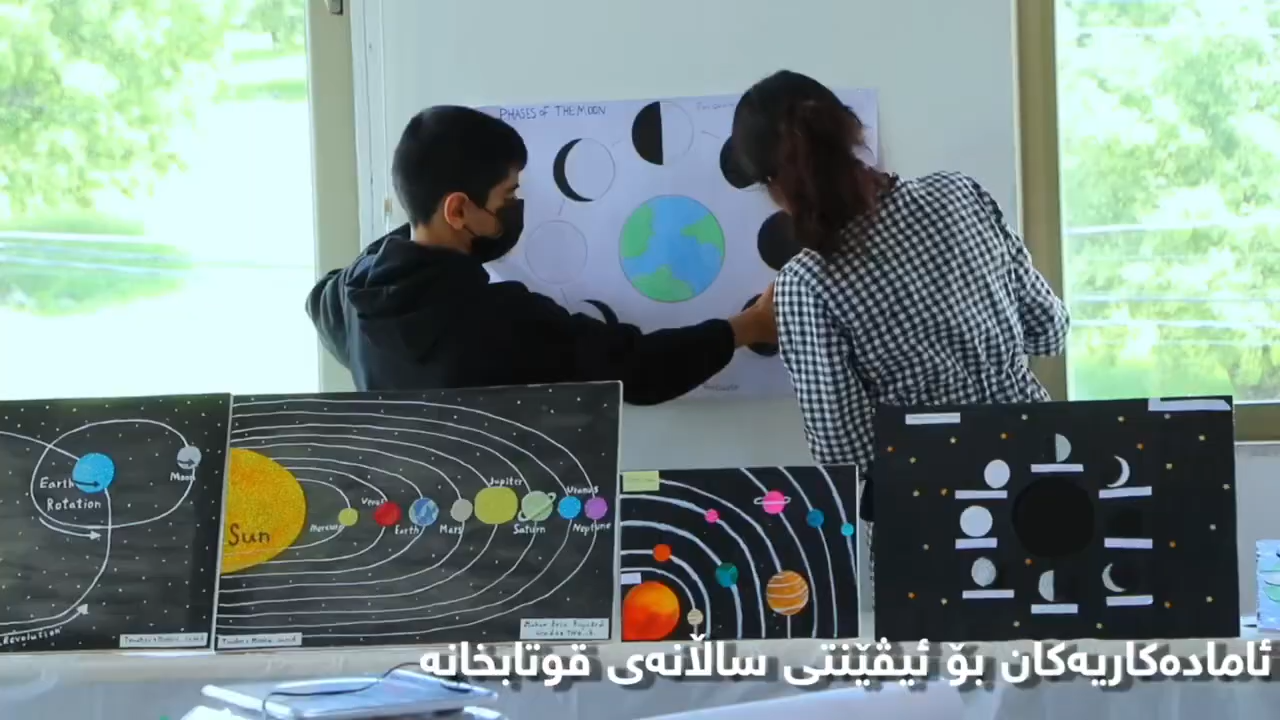 PHASES OF THE MOON
Earth
Rotation
Moon
Revolution
Sun
Mercury
Venus
Earth
Mars
Jupiter
Saturn
Uranus
Neptune
ئامادەکاریەکان بۆ ئیڤێنتی ساڵانەی قوتابخانە